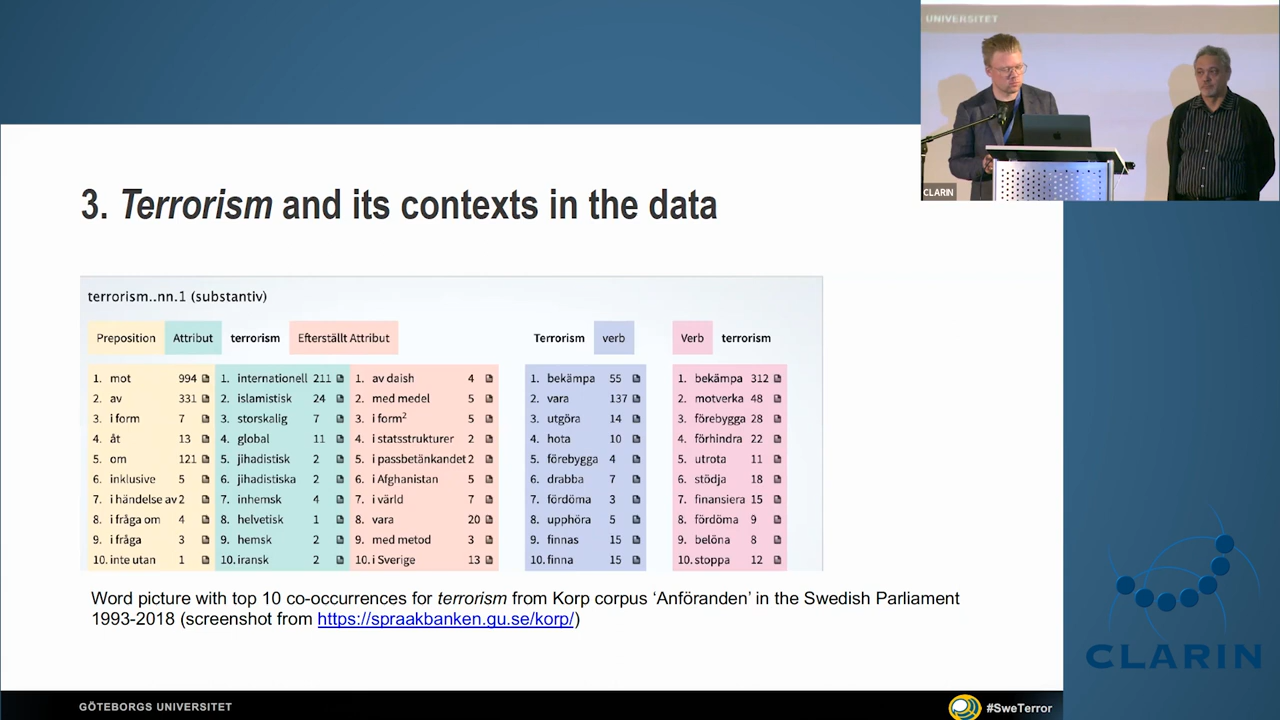 UNIVERSITET
CLARIN
3. Terrorism and its contexts in the data
terrorism..nn.1 (substantiv)
Preposition Attribut terrorism Efterställt Attribut Terrorism verb Verb terrorism
1. mot 994 1. internationell 211 1. av daish 4 1. bekämpa 55 1. bekämpa 312
2. av 331 2. islamistisk 24 2. med medel 5 2. vara 137 2. motverka 48
3. i form 7 3. storskalig 7 3. i form² 5 3. utgöra 14 3. förebygga 28
4. åt 13 4. global 11 4. i statsstrukturer 2 4. hota 10 4. förhindra 22
5. om 121 5. jihadistisk 2 5. i passbetänkandet 2 5. förebygga 4 5. utrota 11
6. inklusive 5 6. jihadistiska 2 6. i Afghanistan 5 6. drabba 7 6. stödja 18
7. i händelse av 2 7. inhemsk 4 7. i värld 7 7. fördöma 3 7. finansiera 15
8. i fråga om 4 8. helvetisk 1 8. vara 20 8. upphöra 5 8. fördöma 9
9. i fråga 3 9. hemsk 2 9. med metod 3 9. finnas 15 9. belöna 8
10. inte utan 1 10. iransk 2 10. i Sverige 13 10. finna 15 10. stoppa 12
Word picture with top 10 co-occurrences for terrorism from Korp corpus ‘Anföranden’ in the Swedish Parliament
1993-2018 (screenshot from https://spraakbanken.gu.se/korp/)
CLARIN
GÖTEBORGS UNIVERSITET
#SweTerror